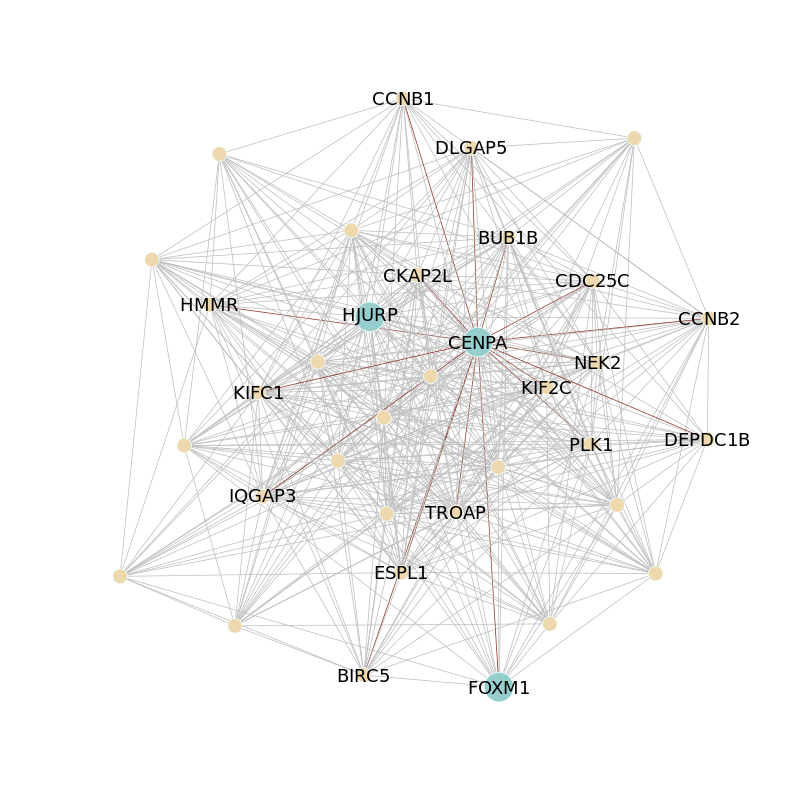 CCNB1
DLGAP5
BUB1B
CKAP2L
CDC25C
HMMR
HJURP
CCNB2
CENPA
NEK2
KIF2C
KIFC1
PLK1
DEPDC1B
IQGAP3
TROAP
ESPL1
BIRC5
FOXM1